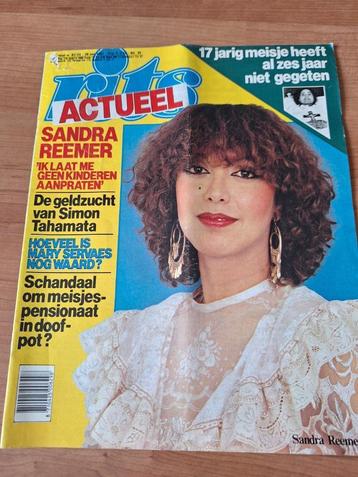 17 jarig meisje heeft
al zes jaar
niet gegeten
rits
ACTUEEL
SANDRA
REEMER
'IK LAAT ME
GEEN KINDEREN
AANPRATEN'
De geldzucht
van Simon
Tahamata
HOEVEEL IS
MARY SERVAES
NOG WAARD?
Schandaal
om meisjes-
pensionaat
in doof-
pot?
Sandra Reeme